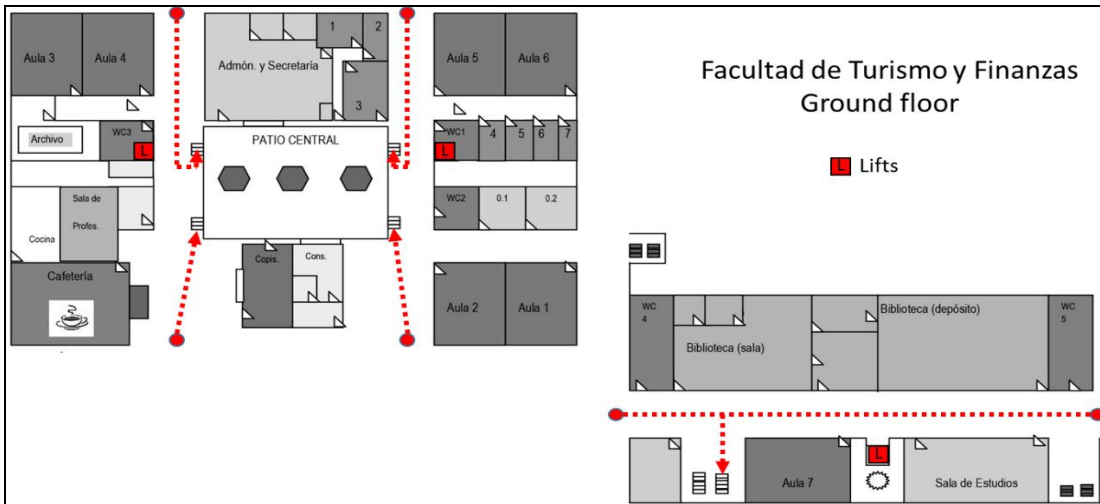 Facultad de Turismo y Finanzas
Ground floor
L Lifts
Aula 3
Aula 4
Admón. y Secretaría
1
2
3
Aula 5
Aula 6
Archivo
WC3
L
PATIO CENTRAL
WC1
L
4
5
6
7
Sala de
Profes.
WC2
0.1
0.2
Cocina
Cafetería
Copis.
Cons.
Aula 2
Aula 1
WC
4
Biblioteca (sala)
Biblioteca (depósito)
WC
5
Aula 7
L
Sala de Estudios